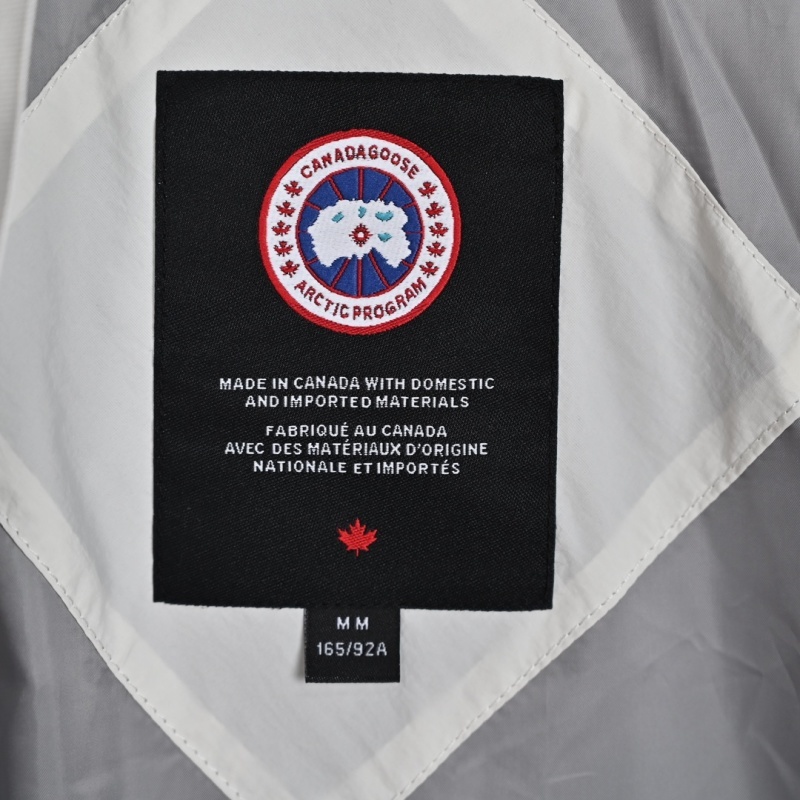 CANADA GOOSE
ARCTIC PROGRAM
MADE IN CANADA WITH DOMESTIC
AND IMPORTED MATERIALS
FABRIQUÉ AU CANADA
AVEC DES MATÉRIAUX D'ORIGINE
NATIONALE ET IMPORTÉS
M M
165/92A